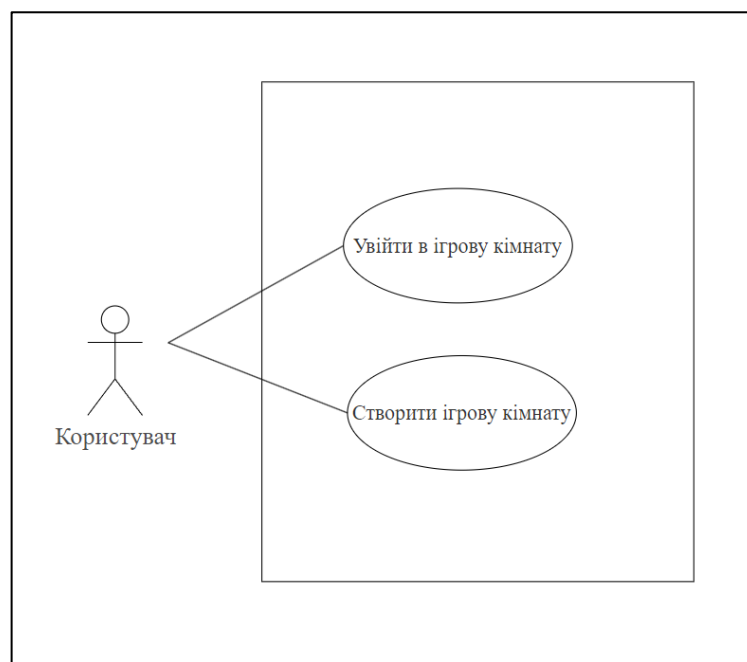 Увійти в ігрову кімнату
Створити ігрову кімнату
Користувач